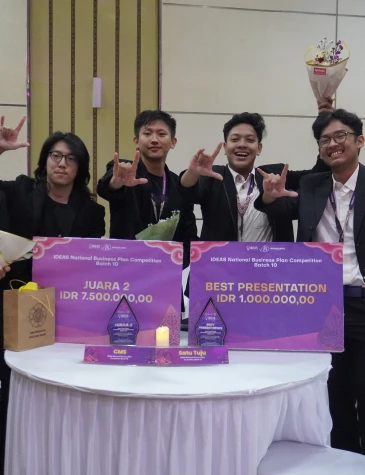 IDEAS National Business Plan Competition
Batch 10
JUARA 2
IDR 7.500.000,00
IDEAS National Business Plan Competition
Batch 10
BEST PRESENTATION
IDR 1.000.000,00
JUARA 2
CMS
Satu Tuju